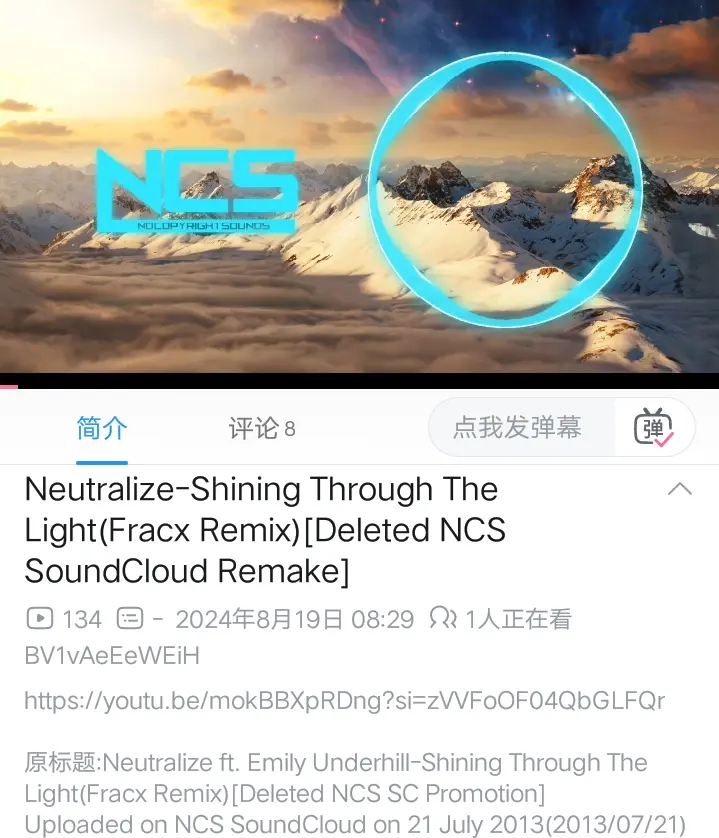 NCS
NOCOPYRIGHTSOUNDS
简介 评论 8 点我发弹幕 弹
Neutralize-Shining Through The
Light(Fracx Remix)[Deleted NCS
SoundCloud Remake]
134 - 2024年8月19日 08:29 1人正在看
BV1vAeEeWEiH
https://youtu.be/mokBBXpRDng?si=zVVFoOF04QbGLFQr
原标题:Neutralize ft. Emily Underhill-Shining Through The
Light(Fracx Remix)[Deleted NCS SC Promotion]
Uploaded on NCS SoundCloud on 21 July 2013(2013/07/21)